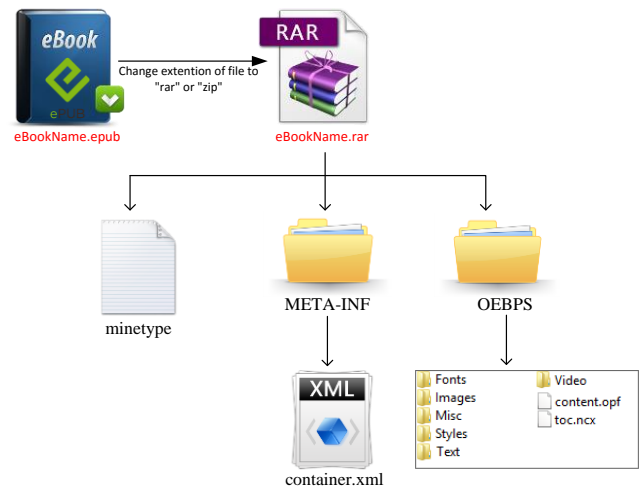 eBook
ePUB
eBookName.epub
Change extention of file to
"rar" or "zip"
RAR
eBookName.rar
minetype
META-INF
OEBPS
XML
container.xml
Fonts
Images
Misc
Styles
Text
Video
content.opf
toc.ncx